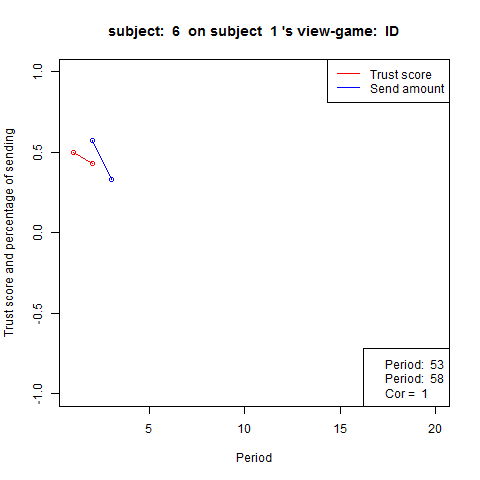 subject: 6 on subject 1 's view-game: ID
Trust score
Send amount
Trust score and percentage of sending
1.0
0.5
0.0
-0.5
-1.0
Period: 53
Period: 58
Cor = 1
5 10 15 20
Period